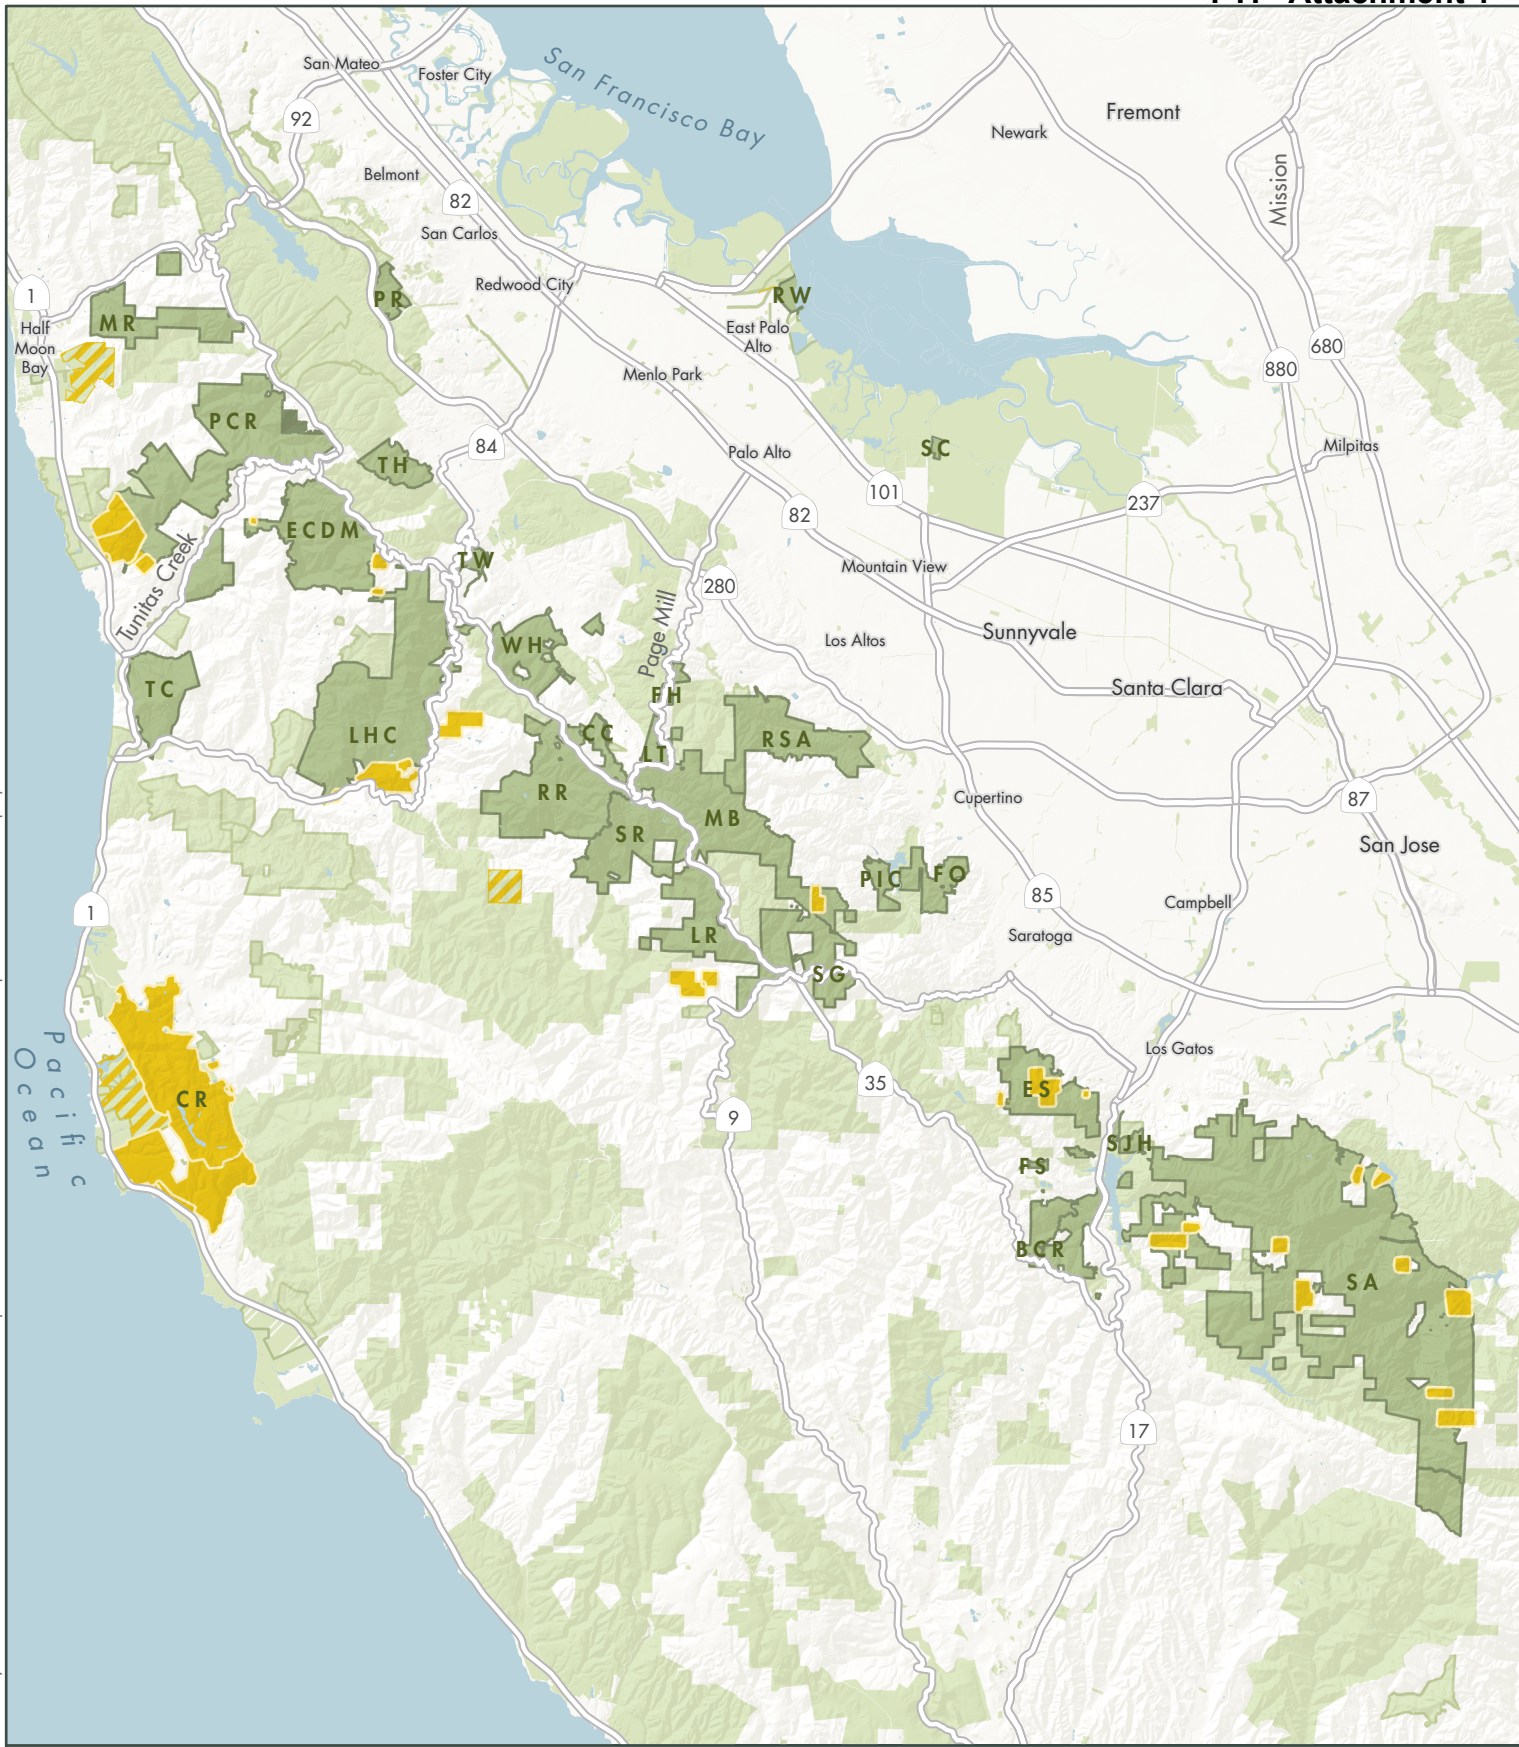 San Mateo
Foster City
San Francisco Bay
92
Fremont
Newark
Mission
Belmont
82
San Carlos
Redwood City
1
PR
RW
Half
Moon
Bay
MR
East Palo
Alto
680
880
Menlo Park
PCR
84
TH
Palo Alto
SC
Milpitas
101
237
82
ECDM
TW
Mountain View
280
Tunitas Creek
Page Mill
WH
Los Altos
Sunnyvale
TC
FH
Santa Clara
LHC
CC
LT
RSA
RR
Cupertino
87
SR
MB
San Jose
PIC
FO
85
1
Campbell
LR
Saratoga
SG
Pacific
Ocean
CR
Los Gatos
35
ES
9
SJH
FS
BCR
SA
17